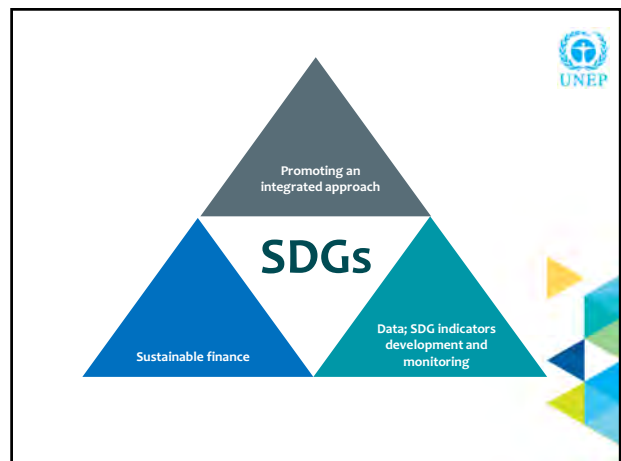 UNEP
Promoting an
integrated approach
SDGs
Sustainable finance
Data; SDG indicators
development and
monitoring